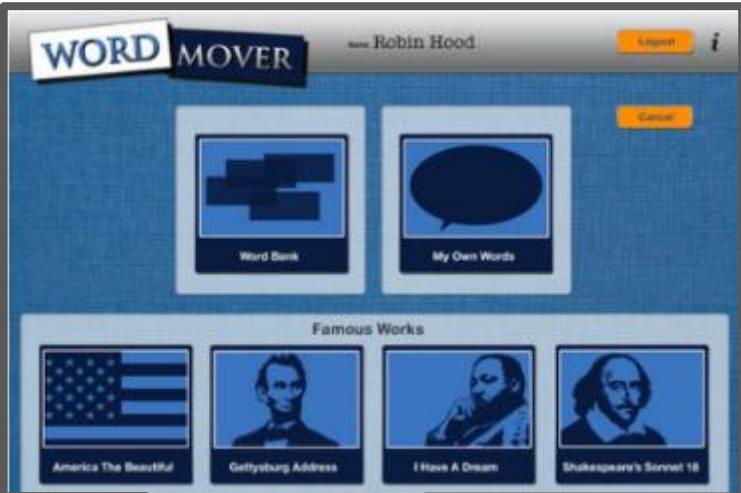 WORD MOVER
Name: Robin Hood
Logout
i
Cancel
Word Bank
My Own Words
Famous Works
America The Beautiful
Gettysburg Address
I Have A Dream
Shakespeare's Sonnet 18